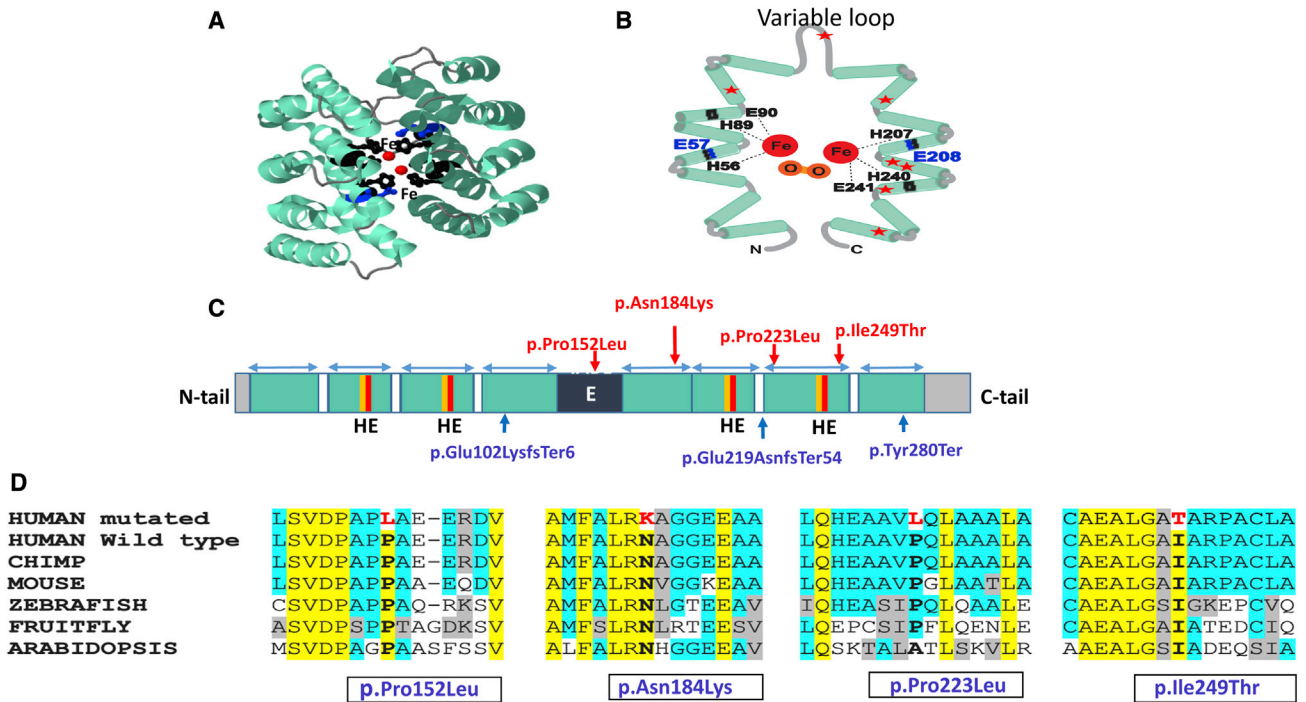 A
Fe
Fe
B
Variable loop
E90
H89
E57
H56
Fe
Fe
O
O
H207
E208
H240
E241
N
C
C
p.Asn184Lys
p.Pro152Leu
p.Pro223Leu
p.Ile249Thr
N-tail
E
C-tail
HE
HE
HE
HE
p.Glu102LysfsTer6
p.Glu219AsnfsTer54
p.Tyr280Ter
D
HUMAN mutated LSVDPAPLAE-ERDV AMFALRKAGGEEAA LQHEAAVLQLAAALA CAEALGATARPACLA
HUMAN Wild type LSVDPAPPAE-ERDV AMFALRNAGGEEAA LQHEAAVPQLAAALA CAEALGAIARPACLA
CHIMP LSVDPAPPAE-ERDV AMFALRNAGGEEAA LQHEAAVPQLAAALA CAEALGAIARPACLA
MOUSE LSVDPAPPAA-EQDV AMFALRNVGGKEAA LQHEAAVPGLAATLA CAEALGAIARPACLA
ZEBRAFISH CSVDPAPPAQ-RKSV AMFALRNLGTEEAV IQHEASIPQLQAALE CAEALGSIGKEPCVQ
FRUITFLY ASVDPSPPTAGDKSV AMFSLRNLRTEESV LQEPCSIPFLQENLE CAEALGAIATEDCIQ
ARABIDOPSIS MSVDPAGPAASFSSV ALFALRNHGGEEAV LQSKTALATLSKVLR AAEALGSIADEQSIA
p.Pro152Leu
p.Asn184Lys
p.Pro223Leu
p.Ile249Thr